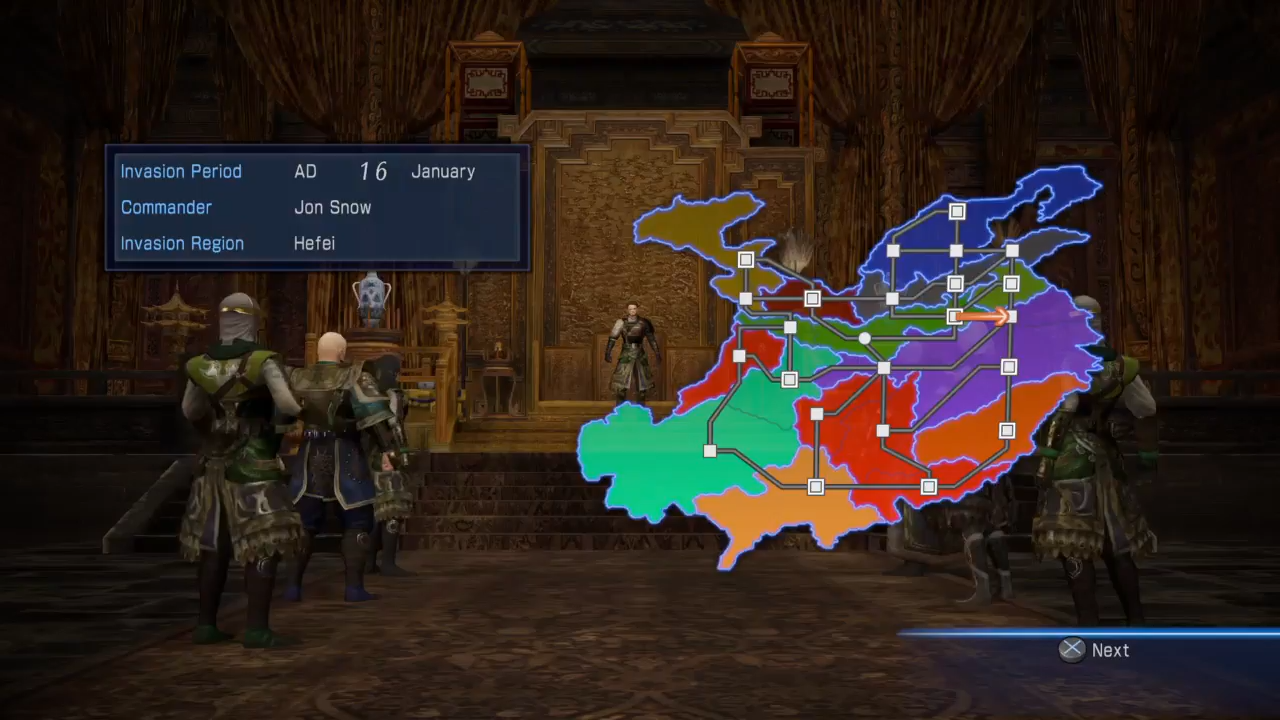 Invasion Period AD 16 January
Commander Jon Snow
Invasion Region Hefei
Next